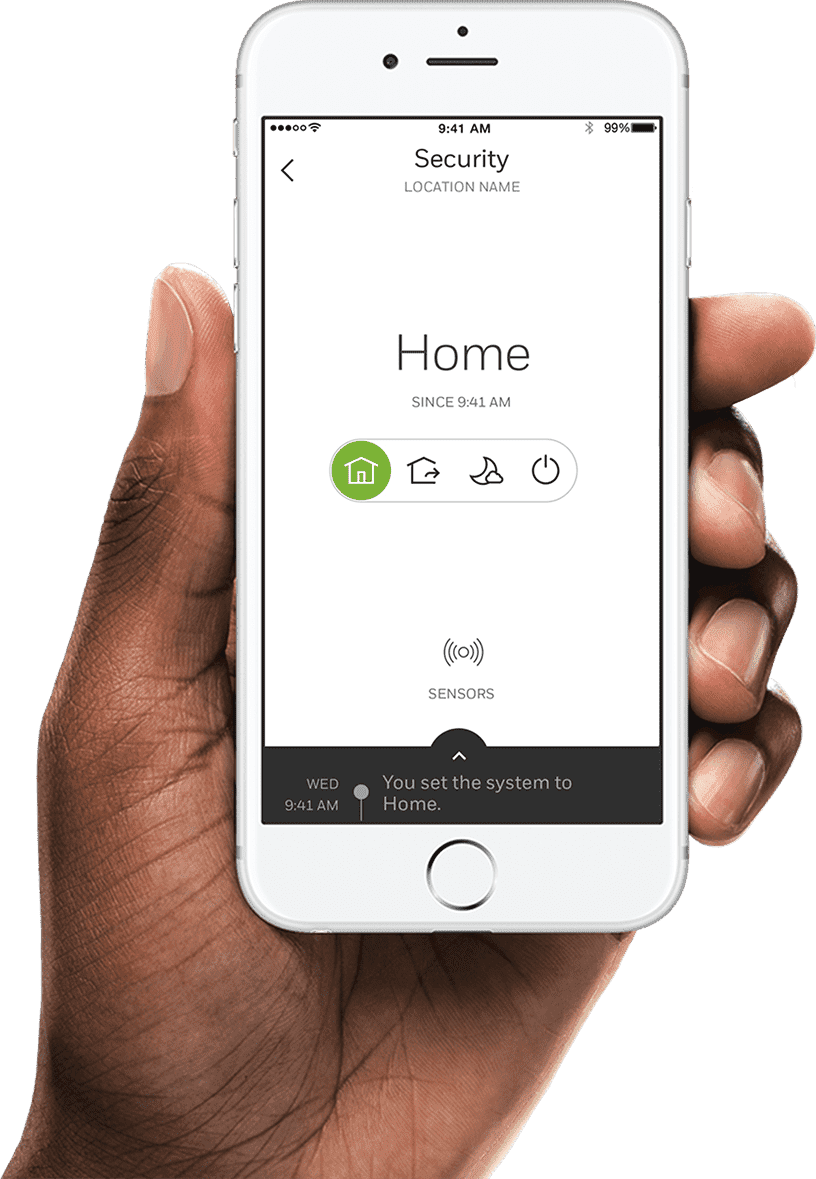 9:41 AM 99%
Security
LOCATION NAME
Home
SINCE 9:41 AM
SENSORS
WED You set the system to
9:41 AM Home.